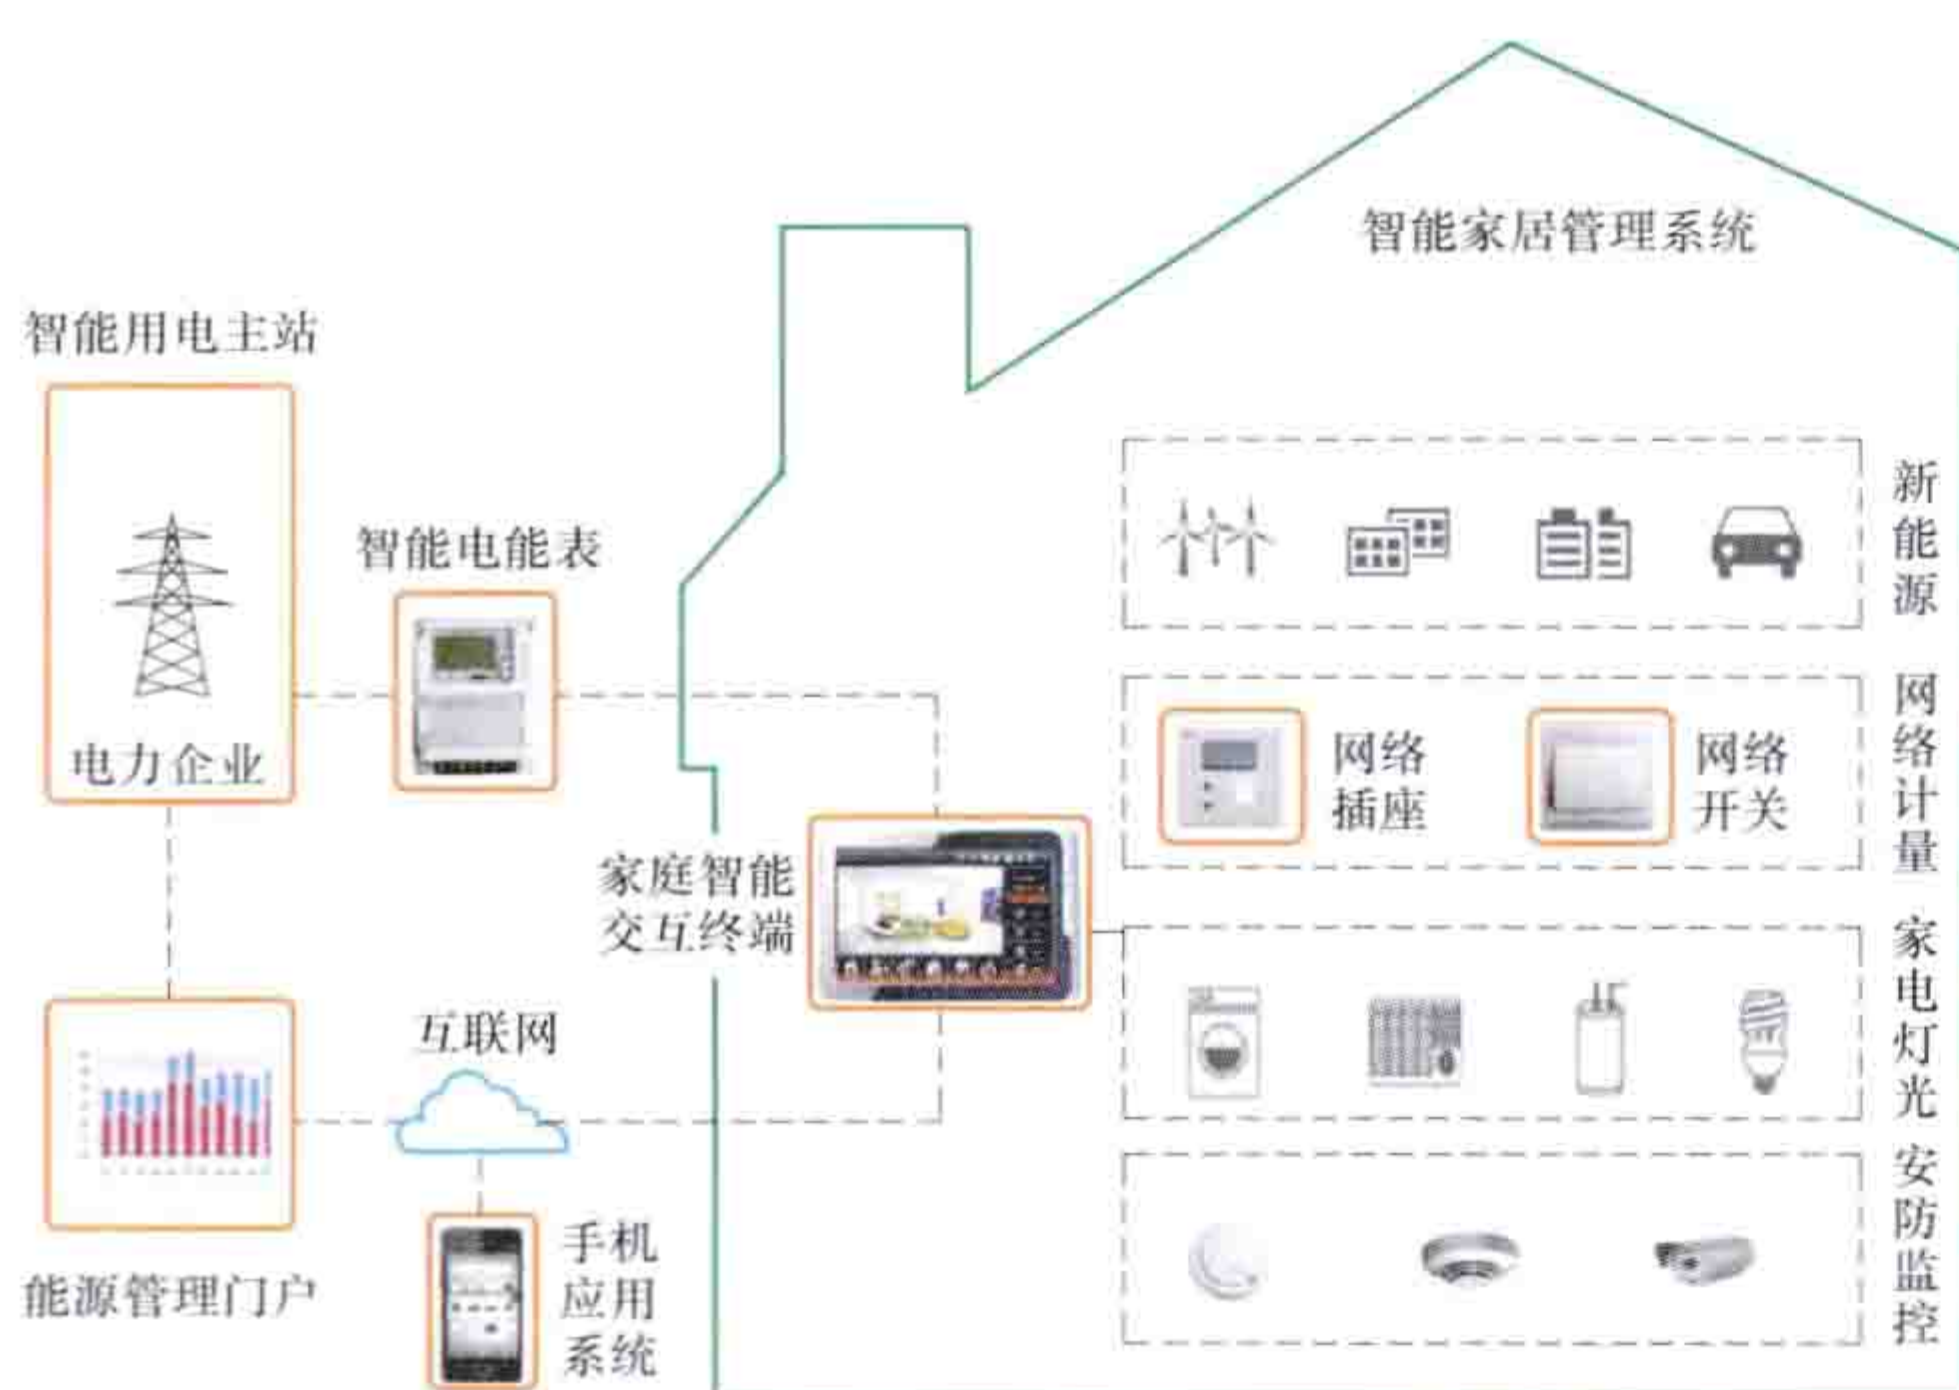 智能家居管理系统
智能用电主站
电力企业
智能电能表
家庭智能
交互终端
互联网
能源管理门户
手机
应用
系统
新能源
网络
插座
网络
开关
网络计量
家电灯光
安防监控